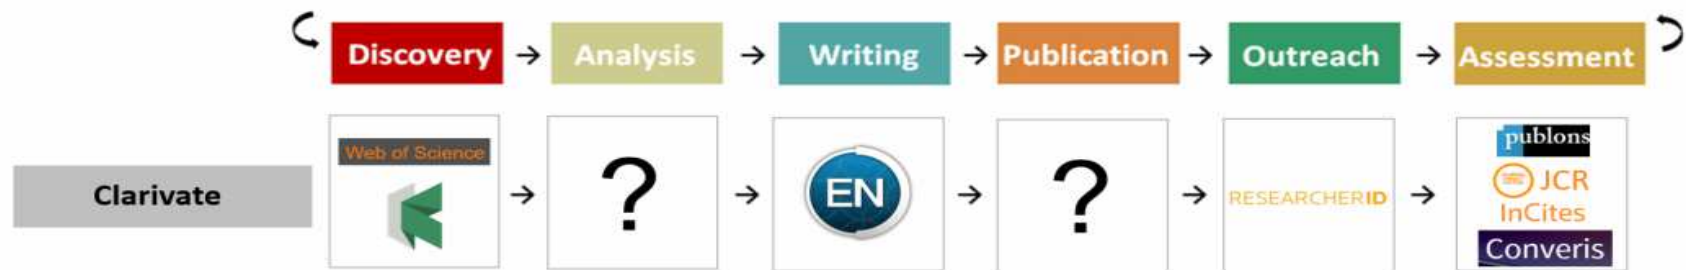 Discovery → Analysis → Writing → Publication → Outreach → Assessment
Clarivate
Web of Science
→ ? → EN → ? → RESEARCHERID →
publons
JCR
InCites
Converis